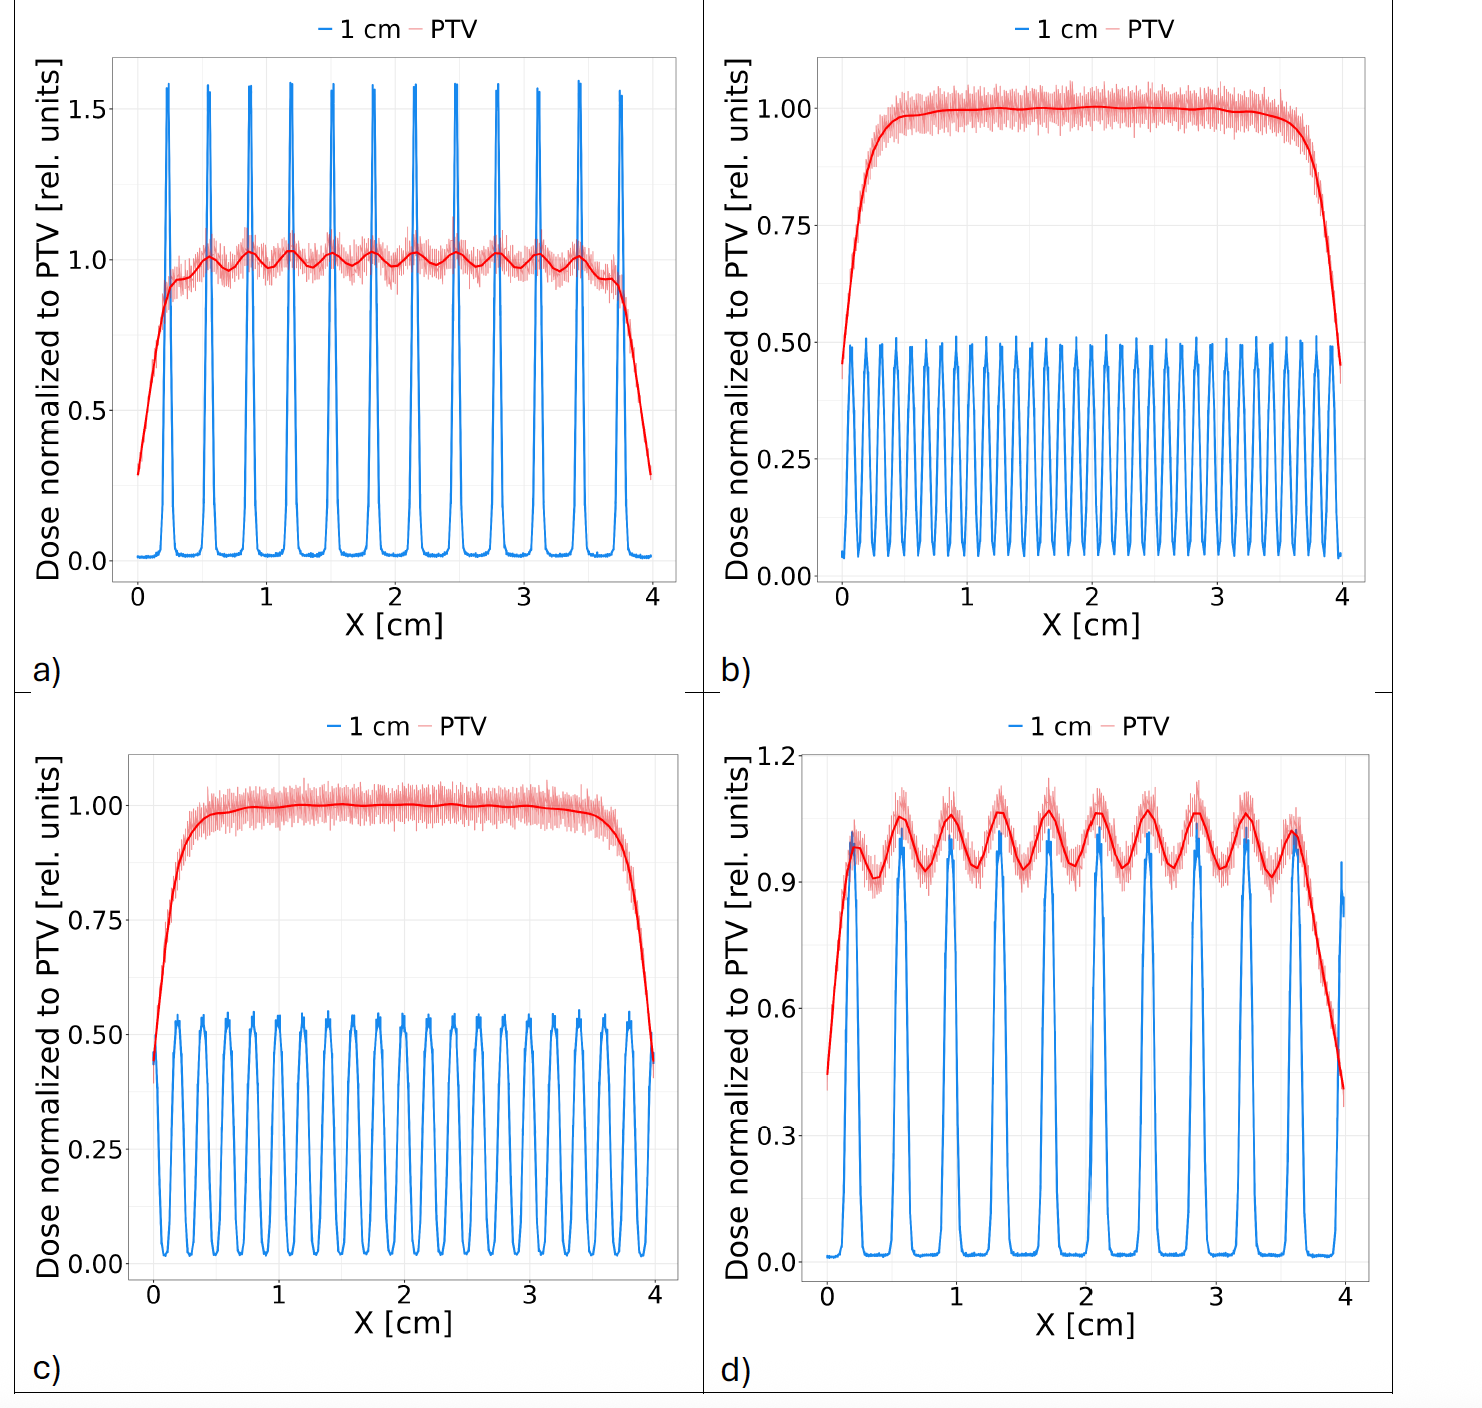 1 cm PTV
Dose normalized to PTV [rel. units]
1.5
1.0
0.5
0.0
0 1 2 3 4
X [cm]
a)
1 cm PTV
Dose normalized to PTV [rel. units]
1.00
0.75
0.50
0.25
0.00
0 1 2 3 4
X [cm]
b)
1 cm PTV
Dose normalized to PTV [rel. units]
1.00
0.75
0.50
0.25
0.00
0 1 2 3 4
X [cm]
c)
1 cm PTV
Dose normalized to PTV [rel. units]
1.2
0.9
0.6
0.3
0.0
0 1 2 3 4
X [cm]
d)